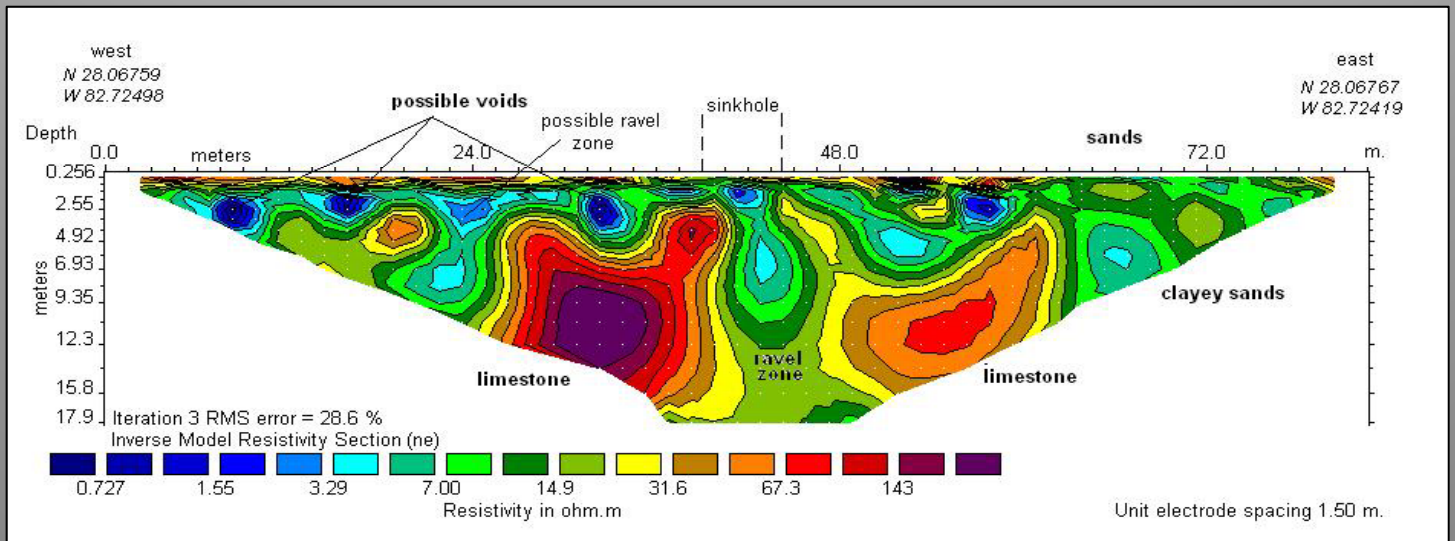 west
N 28.06759
W 82.72498
east
N 28.06767
W 82.72419
possible voids
possible ravel
zone
sinkhole
sands
Depth
0.0 meters 24.0 48.0 72.0 m.
0.256
2.55
4.92
6.93
9.35
12.3
15.8
17.9
meters
clayey sands
ravel
zone
limestone
limestone
Iteration 3 RMS error = 28.6 %
Inverse Model Resistivity Section (ne)
0.727 1.55 3.29 7.00 14.9 31.6 67.3 143
Resistivity in ohm.m
Unit electrode spacing 1.50 m.